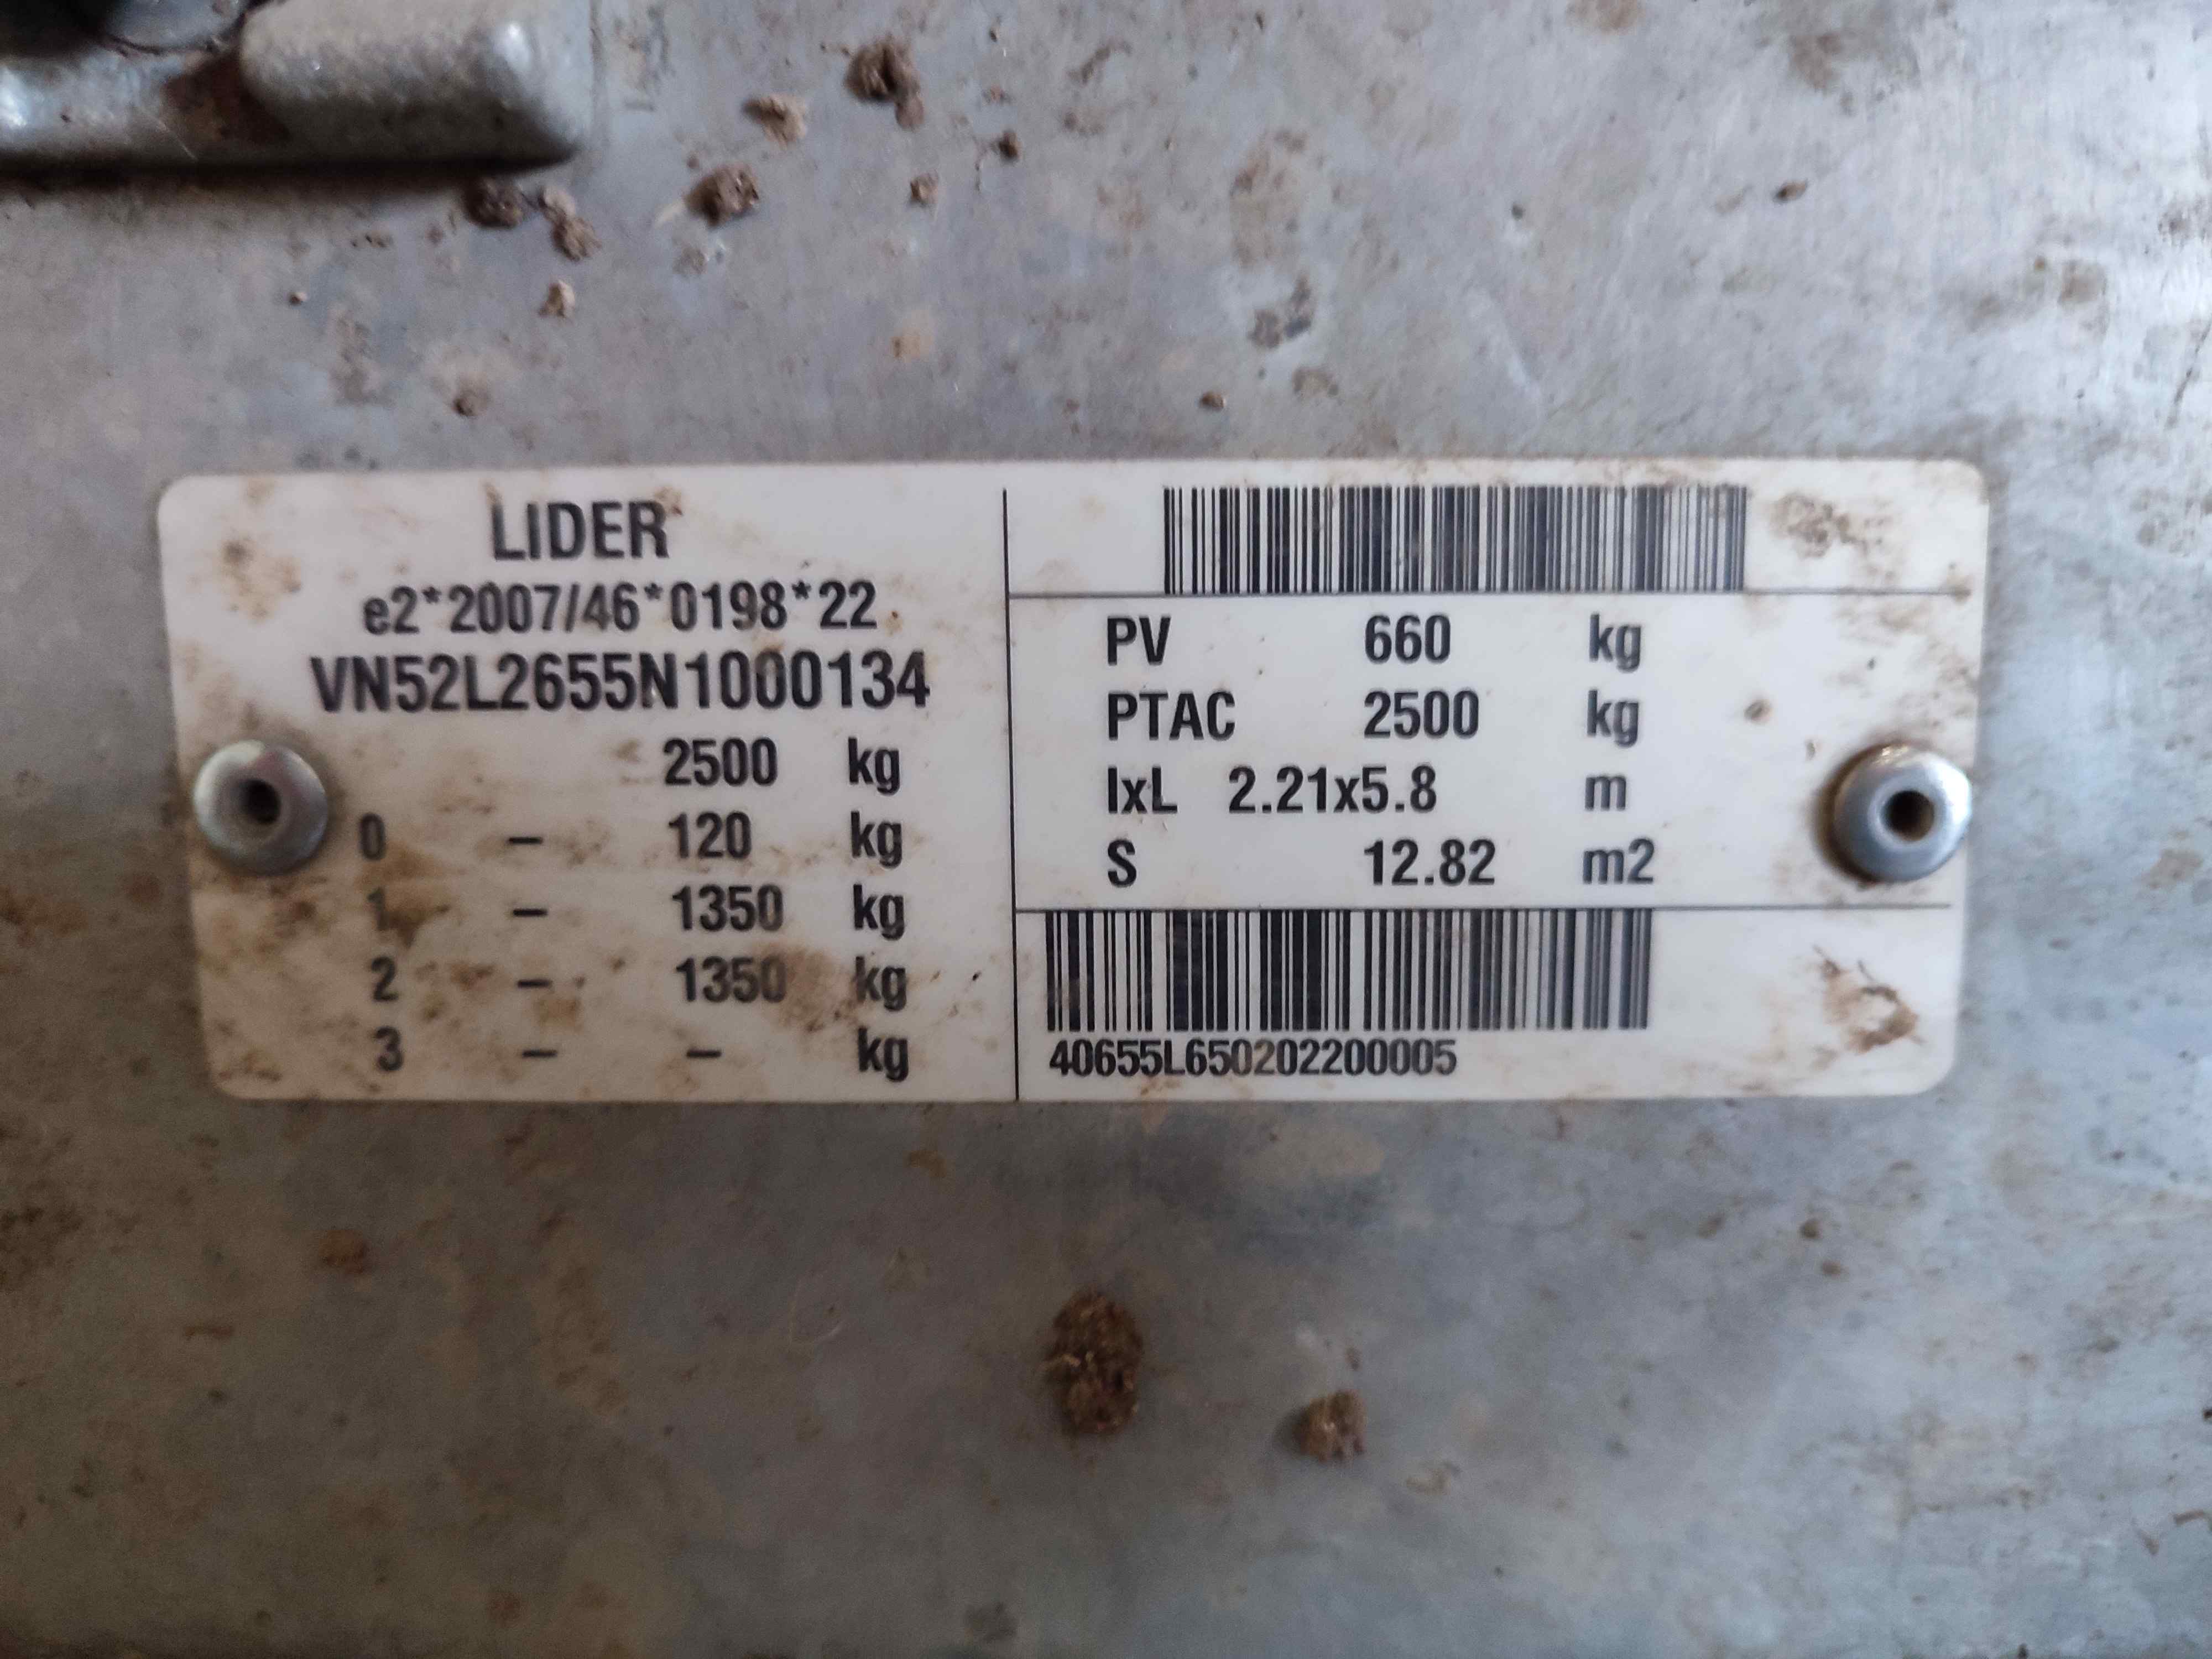 LIDER
e2*2007/46*0198*22
VN52L2655N1000134
2500 kg
0 - 120 kg
1 - 1350 kg
2 - 1350 kg
3 - - kg
PV 660 kg
PTAC 2500 kg
lxL 2.21x5.8 m
S 12.82 m2
40655L650202200005